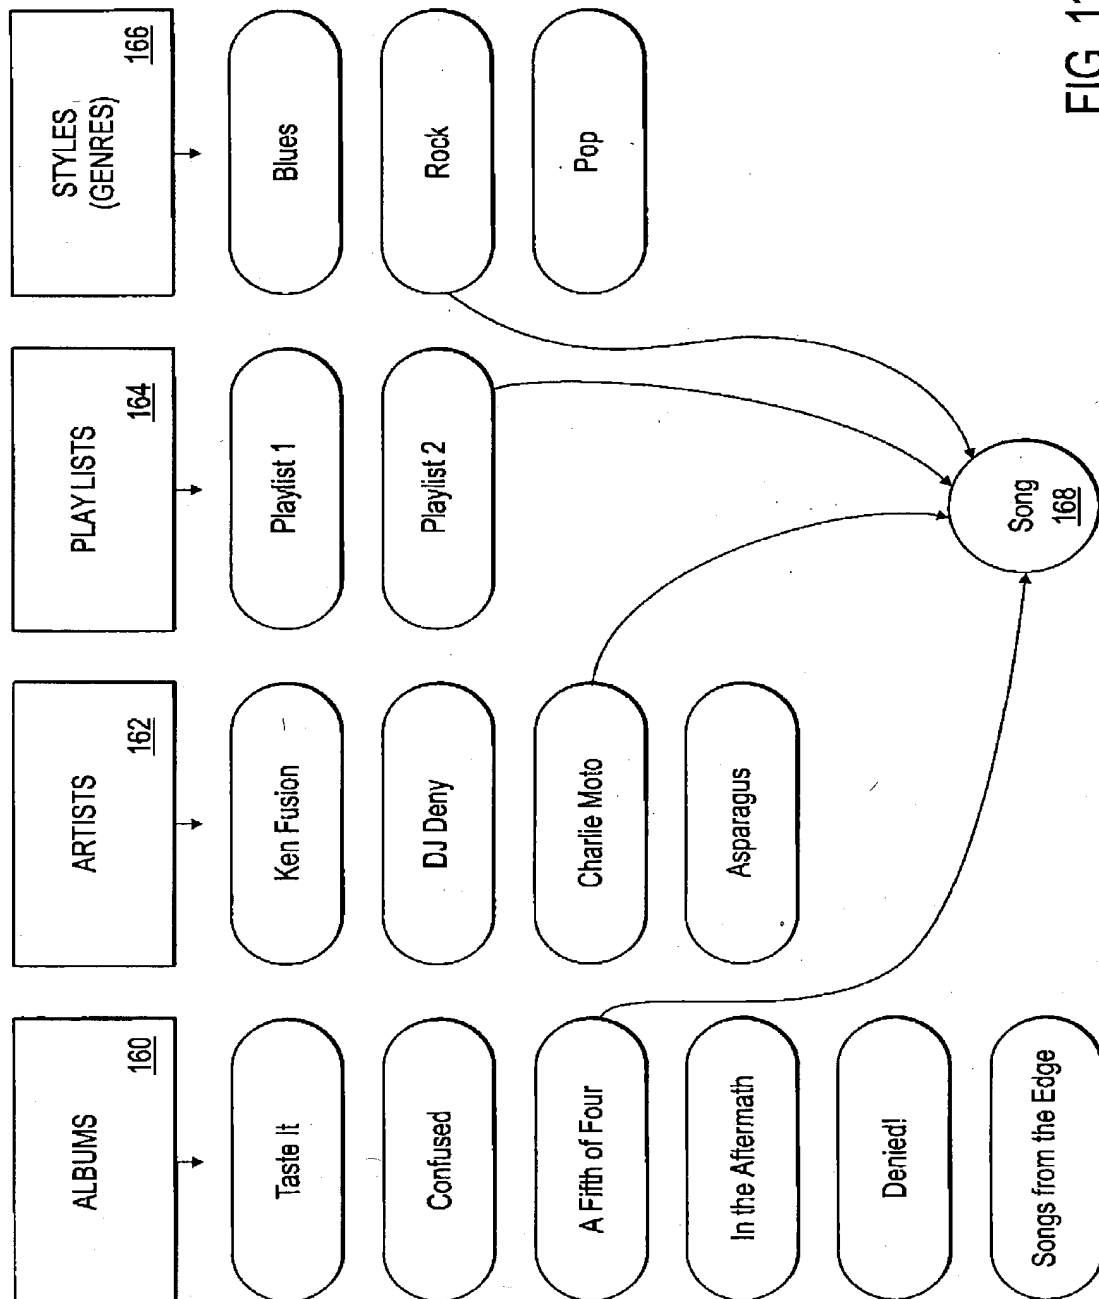 ALBUMS
160
Taste It
Confused
A Fifth of Four
In the Aftermath
Denied!
Songs from the Edge
ARTISTS
162
Ken Fusion
DJ Deny
Charlie Moto
Asparagus
PLAYLISTS
164
Playlist 1
Playlist 2
STYLES
(GENRES)
166
Blues
Rock
Pop
Song
168
FIG.